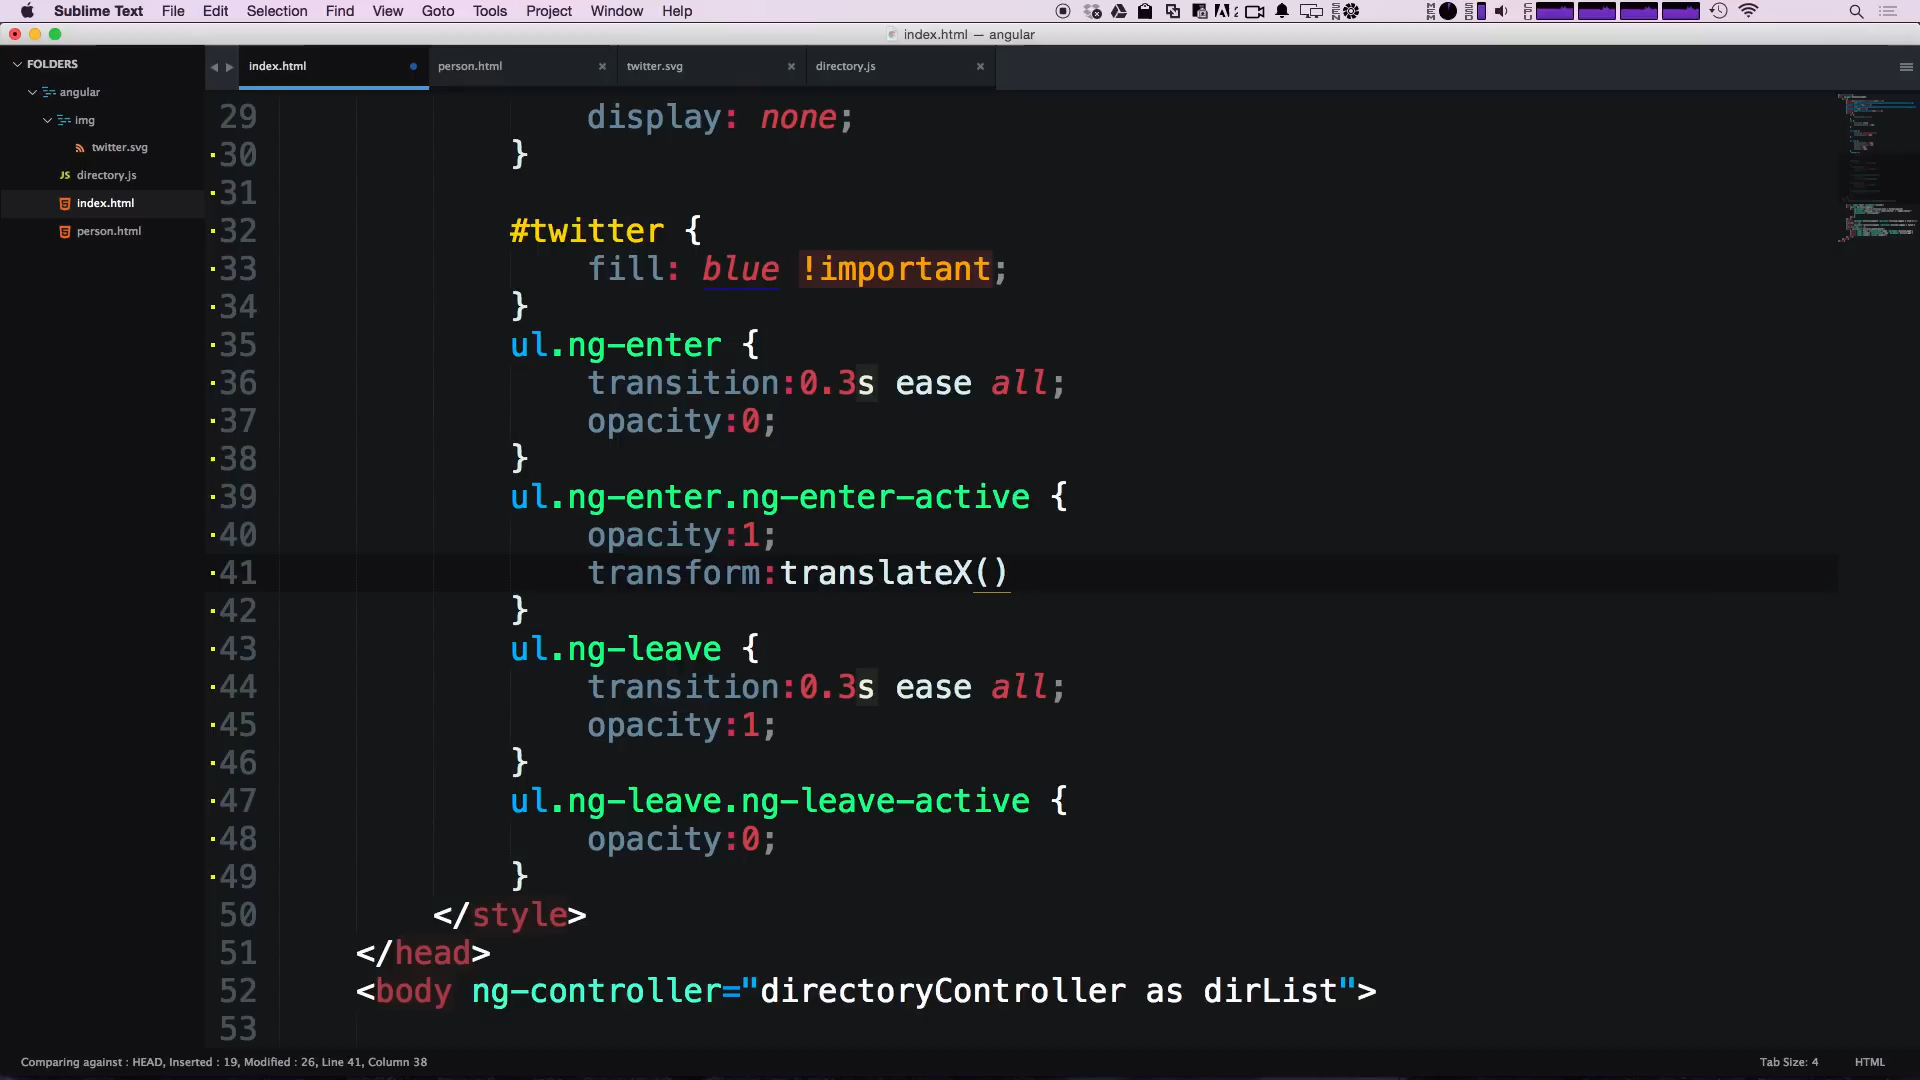 Sublime Text File Edit Selection Find View Goto Tools Project Window Help
index.html — angular
FOLDERS
angular
img
twitter.svg
directory.js
index.html
person.html
index.html person.html twitter.svg directory.js
29 display: none;
30 }
31
32 #twitter {
33 fill: blue !important;
34 }
35 ul.ng-enter {
36 transition:0.3s ease all;
37 opacity:0;
38 }
39 ul.ng-enter.ng-enter-active {
40 opacity:1;
41 transform:translateX()
42 }
43 ul.ng-leave {
44 transition:0.3s ease all;
45 opacity:1;
46 }
47 ul.ng-leave.ng-leave-active {
48 opacity:0;
49 }
50 </style>
51 </head>
52 <body ng-controller="directoryController as dirList">
53
Comparing against : HEAD, Inserted : 19, Modified : 26, Line 41, Column 38 Tab Size: 4 HTML